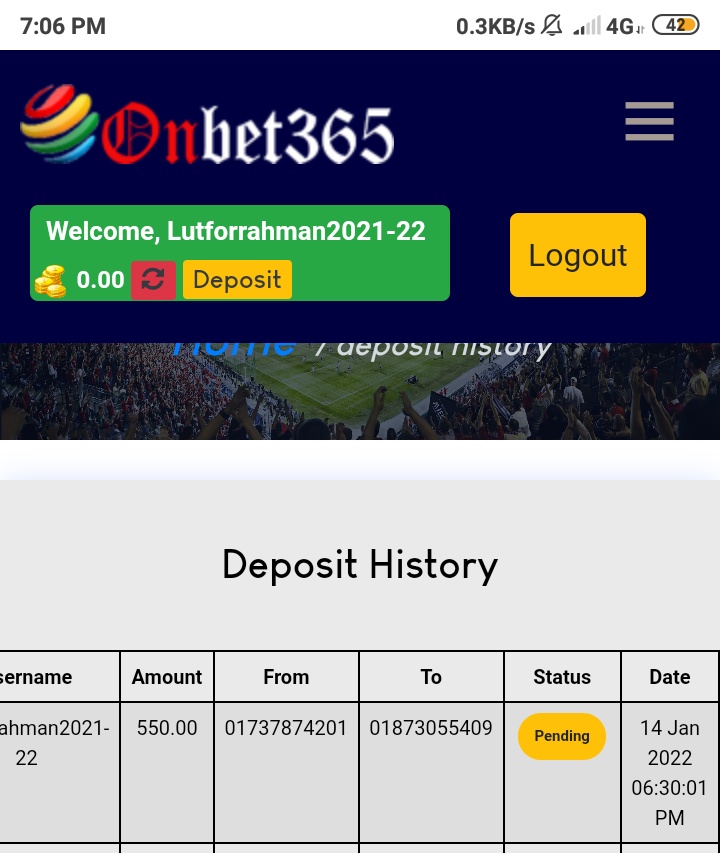 7:06 PM
0.3KB/s 4G 42
Onbet365
Welcome, Lutforrahman2021-22
0.00 Deposit
Logout
Home / deposit history
Deposit History
sername Amount From To Status Date
ahman2021-22 550.00 01737874201 01873055409 Pending 14 Jan 2022 06:30:01 PM